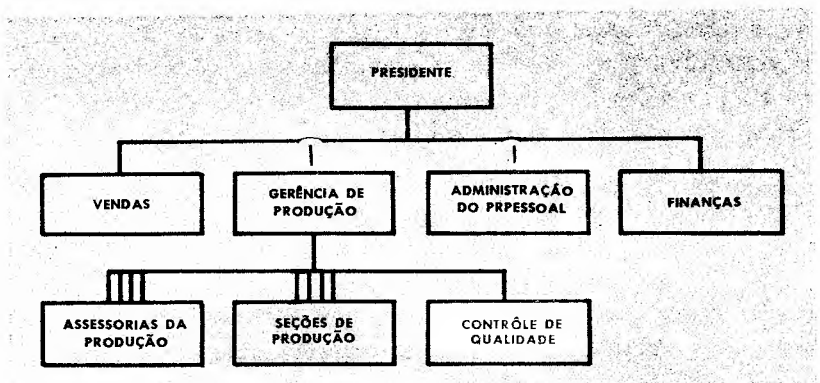 PRESIDENTE
VENDAS
GERÊNCIA DE
PRODUÇÃO
ADMINISTRAÇÃO
DO PRPESSOAL
FINANÇAS
ASSESSORIAS DA
PRODUÇÃO
SEÇÕES DE
PRODUÇÃO
CONTRÔLE DE
QUALIDADE